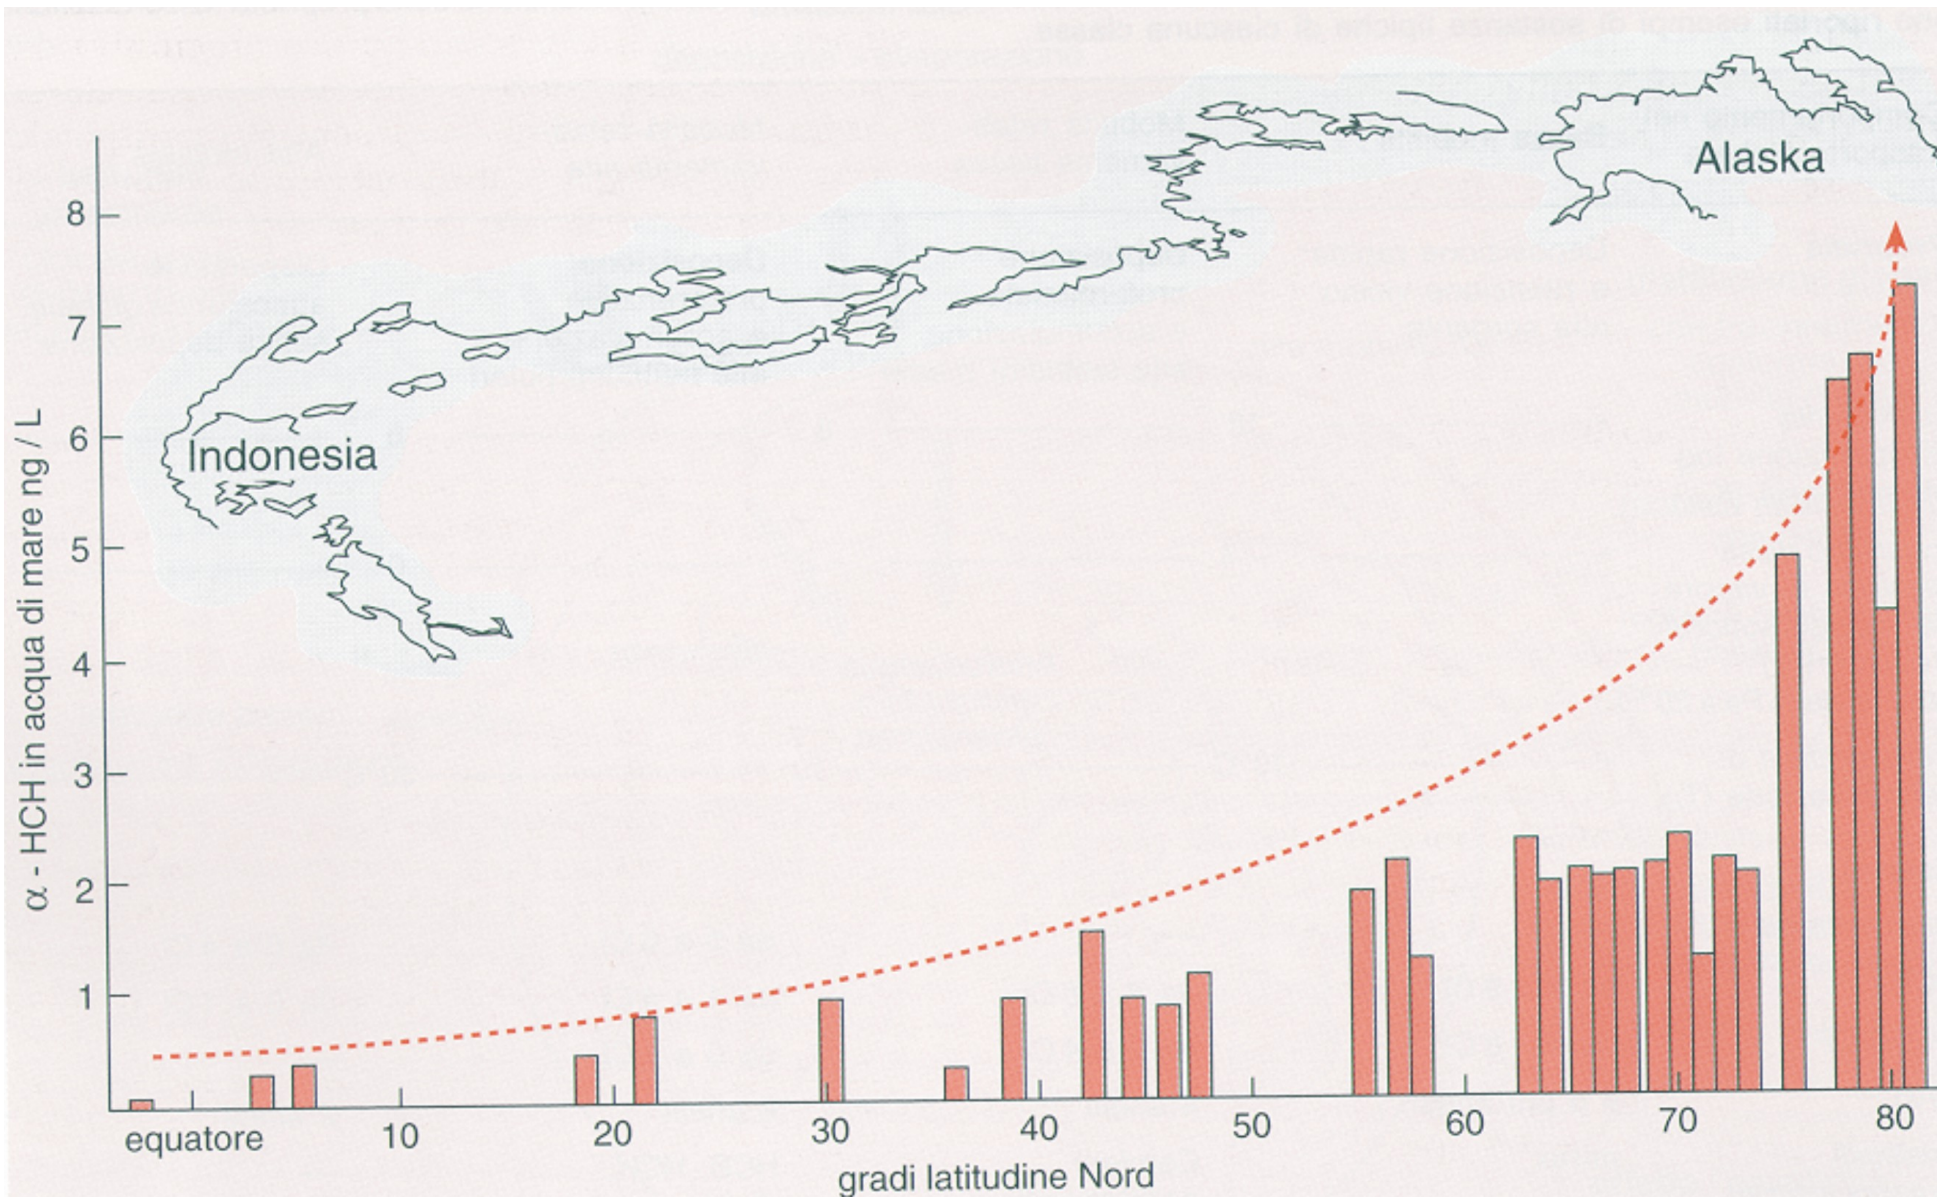 Alaska
Indonesia
α - HCH in acqua di mare ng / L
8
7
6
5
4
3
2
1
equatore 10 20 30 40 50 60 70 80
gradi latitudine Nord